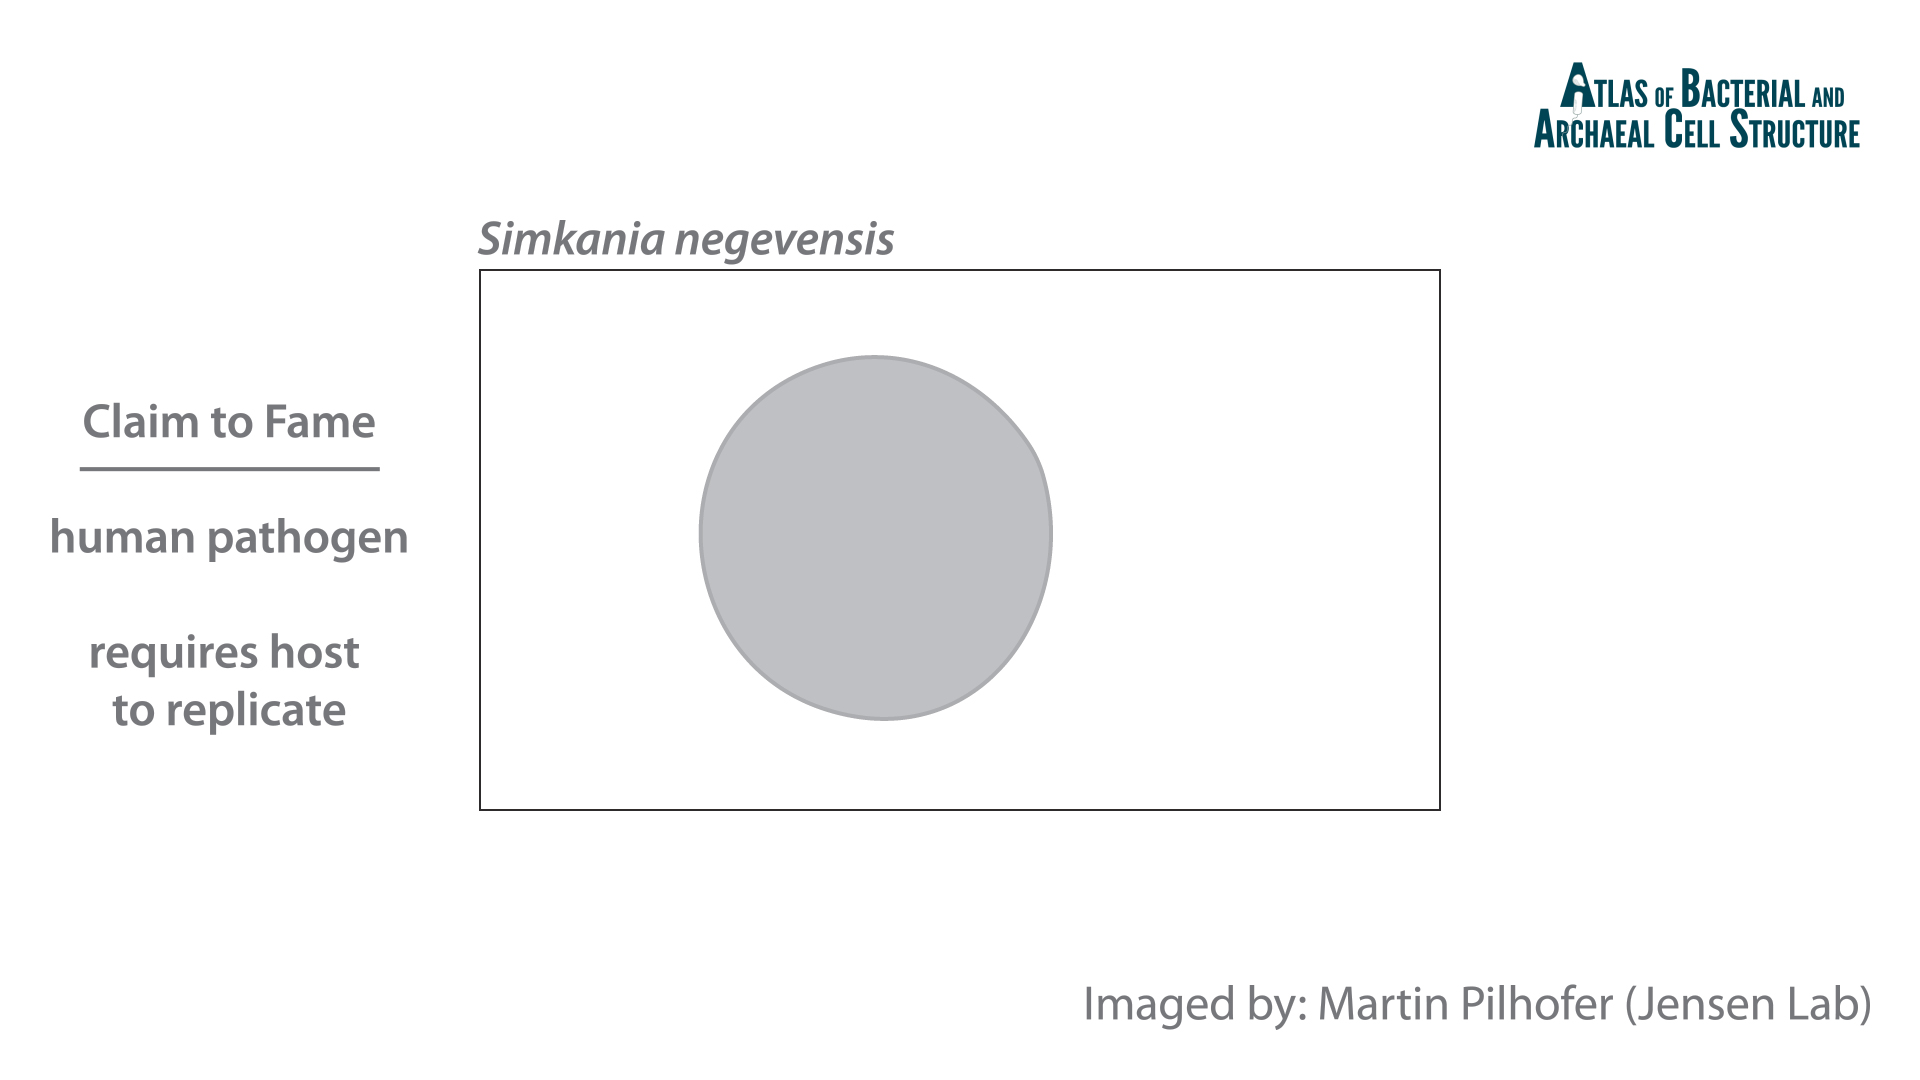 Atlas of Bacterial and
Archaeal Cell Structure
Simkania negevensis
Claim to Fame
human pathogen
requires host
to replicate
Imaged by: Martin Pilhofer (Jensen Lab)